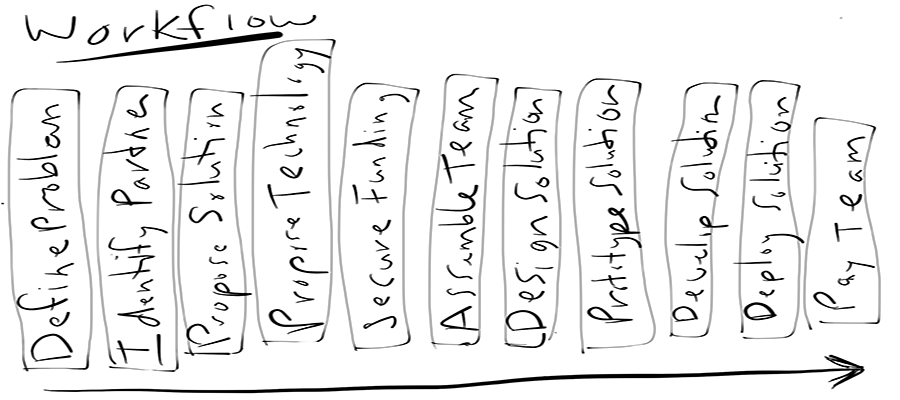 Workflow
Define Problem
Identify Partner
Propose Solution
Propose Technology
Secure Funding
Assemble Team
Design Solution
Prototype Solution
Develop Solution
Deploy Solution
Pay Team